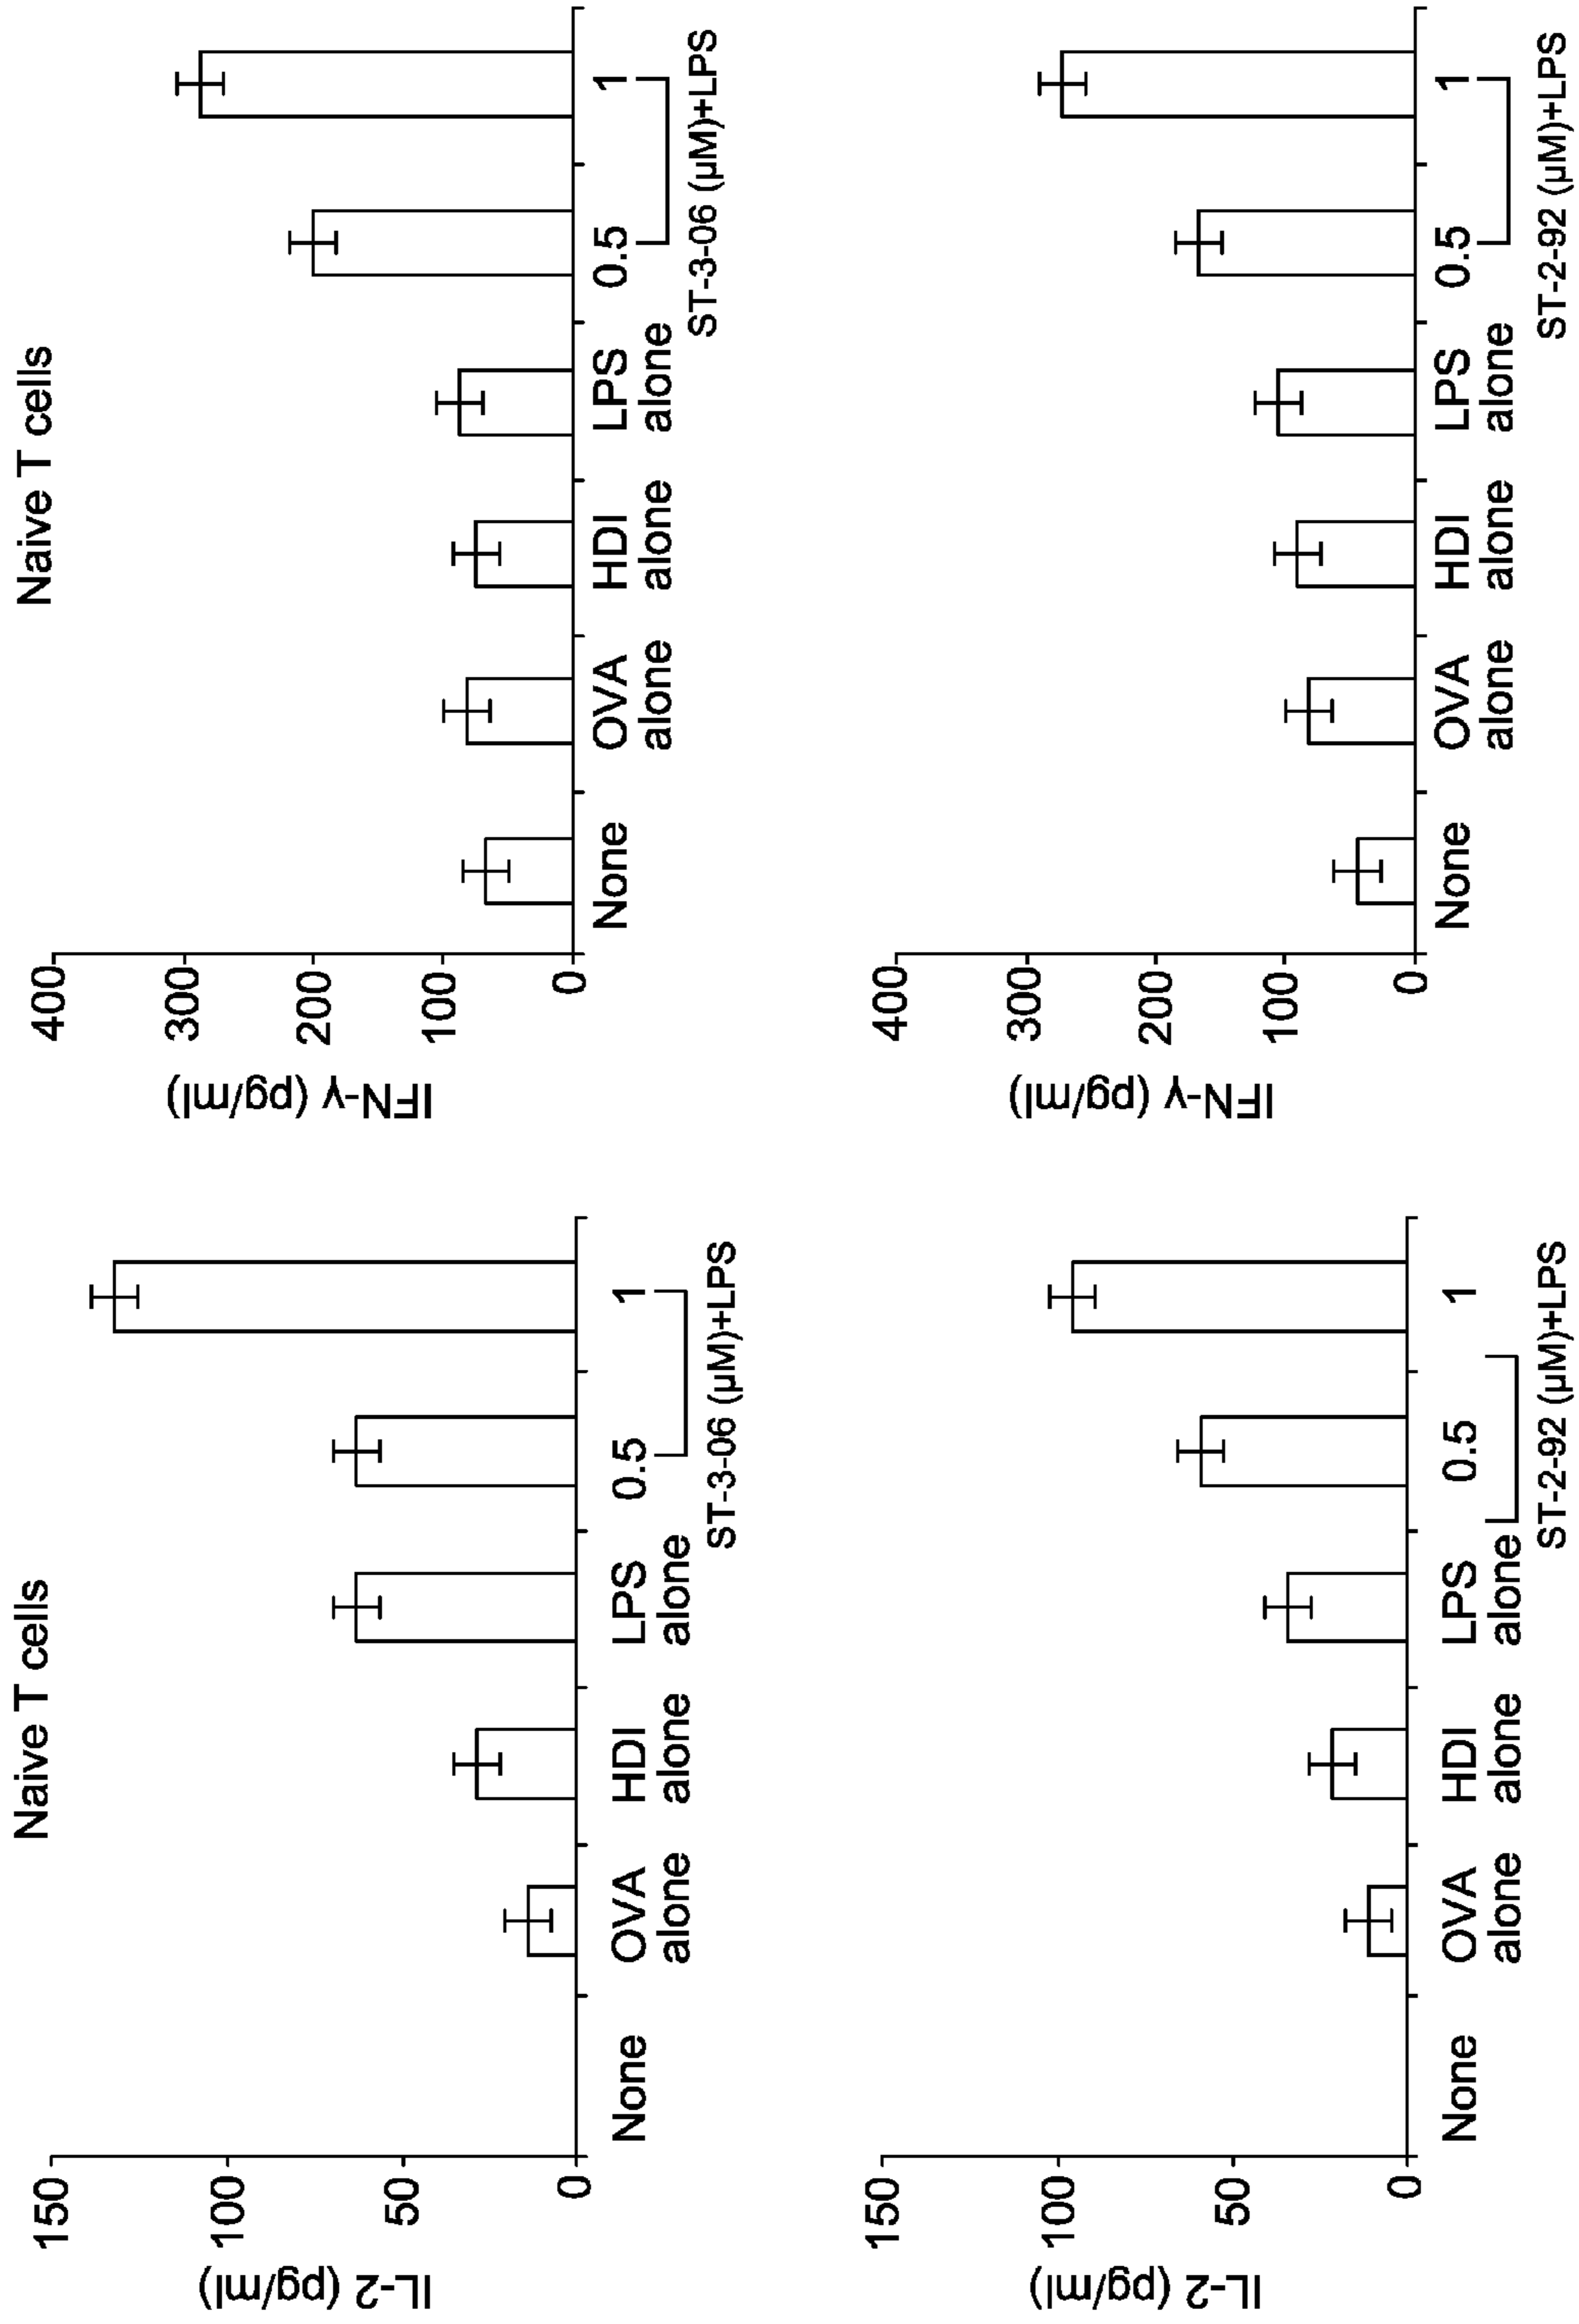 Naive T cells
IL-2 (pg/ml)
150
100
50
0
None
OVA
alone
HDI
alone
LPS
alone
0.5
1
ST-3-06 (µM)+LPS
Naive T cells
IFN-γ (pg/ml)
400
300
200
100
0
None
OVA
alone
HDI
alone
LPS
alone
0.5
1
ST-3-06 (µM)+LPS
IL-2 (pg/ml)
150
100
50
0
None
OVA
alone
HDI
alone
LPS
alone
0.5
1
ST-2-92 (µM)+LPS
IFN-γ (pg/ml)
400
300
200
100
0
None
OVA
alone
HDI
alone
LPS
alone
0.5
1
ST-2-92 (µM)+LPS